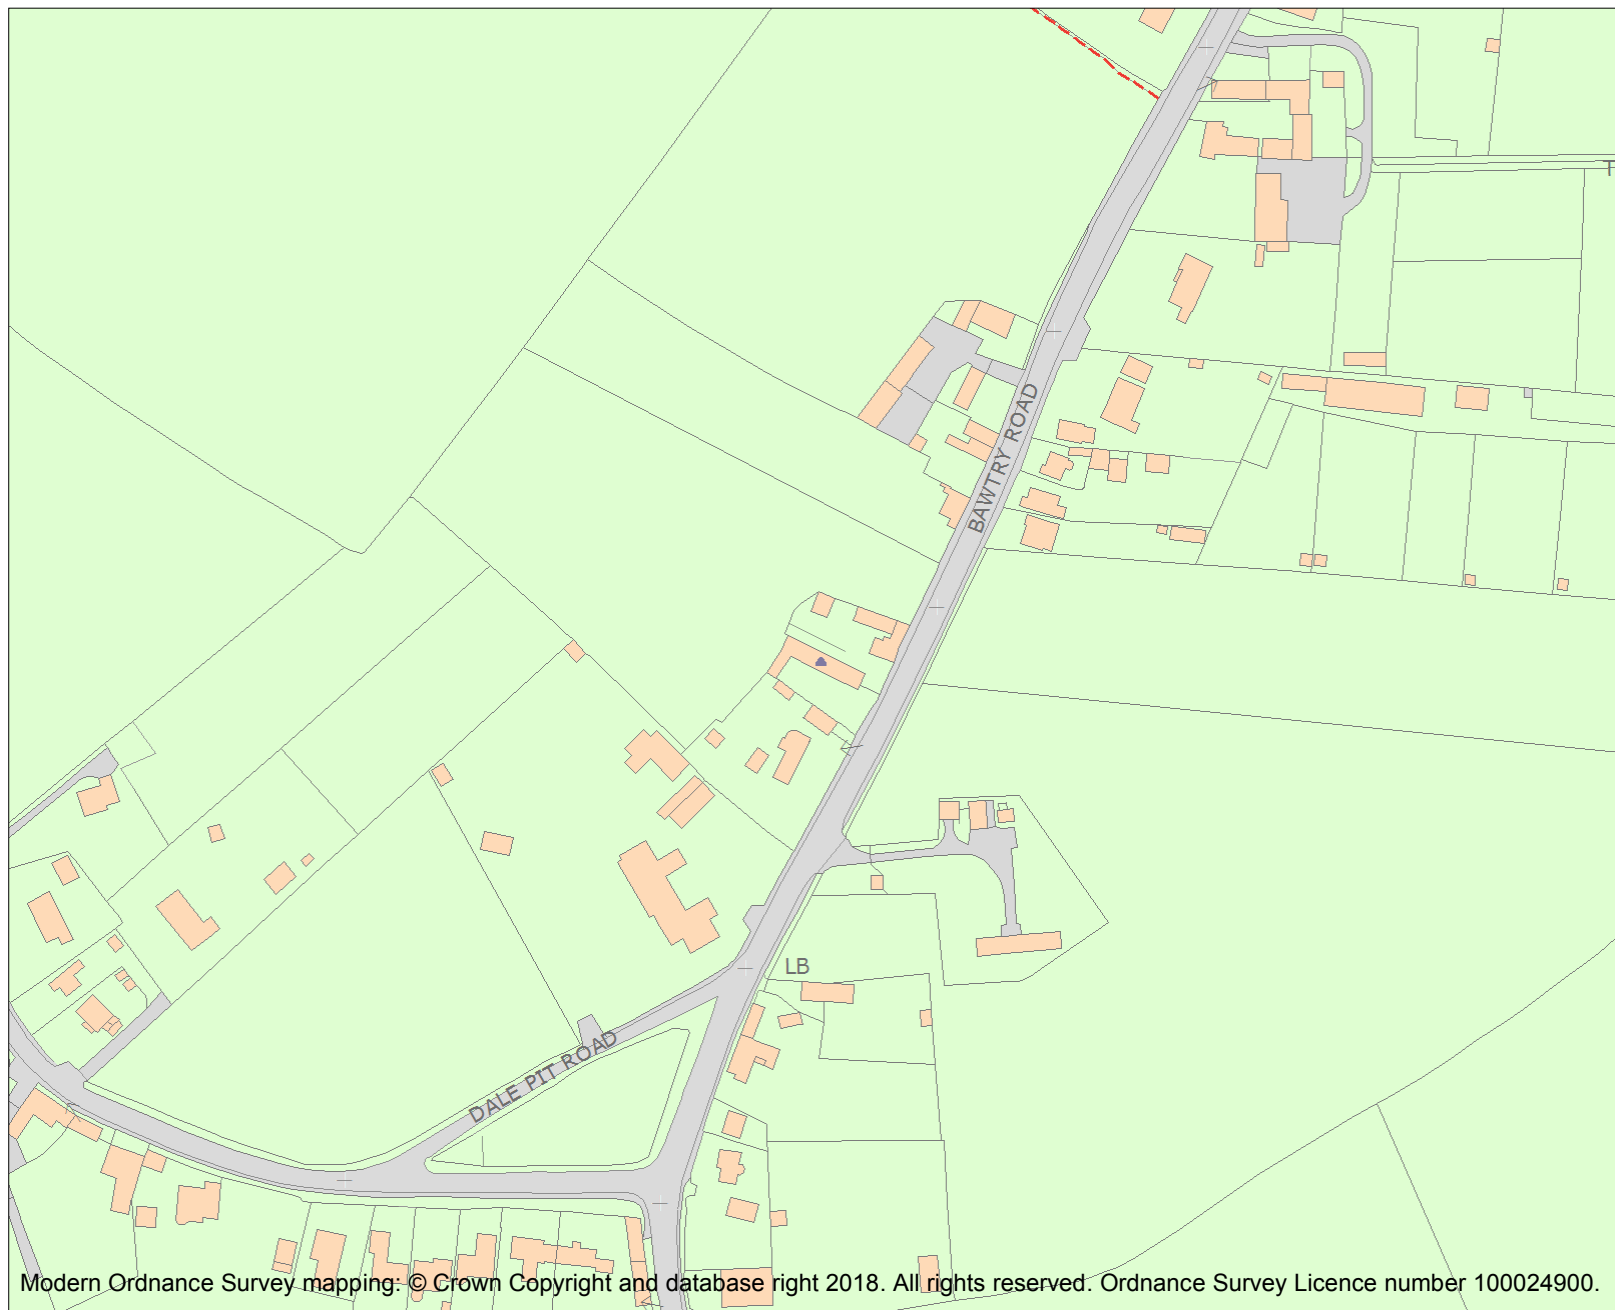 T
BAWTRY ROAD
LB
DALE PIT ROAD
Modern Ordnance Survey mapping: © Crown Copyright and database right 2018. All rights reserved. Ordnance Survey Licence number 100024900.